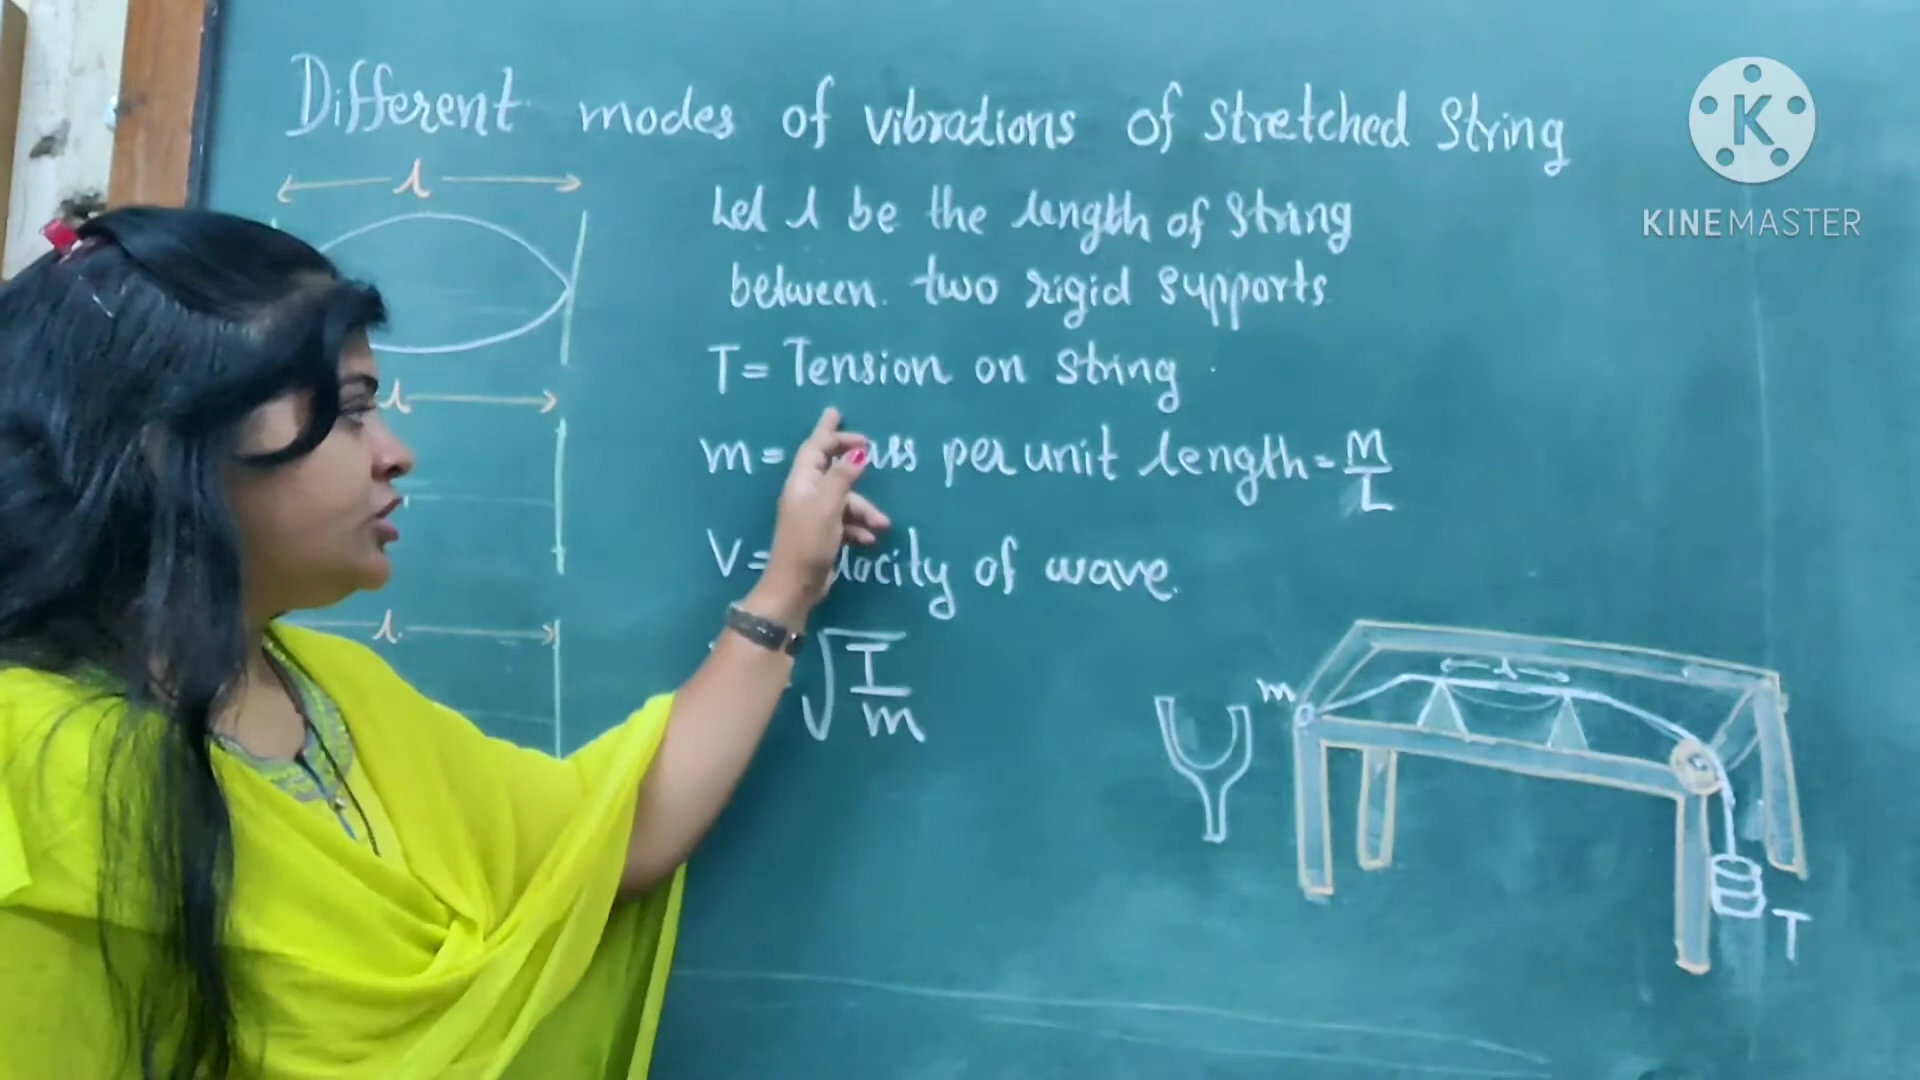 Different modes of vibrations of stretched string
l
Let l be the length of string
between two rigid supports
T = Tension on string
l
m = mass per unit length = M/L
V = velocity of wave.
l
√T/m
l
m
T
K
KINEMASTER